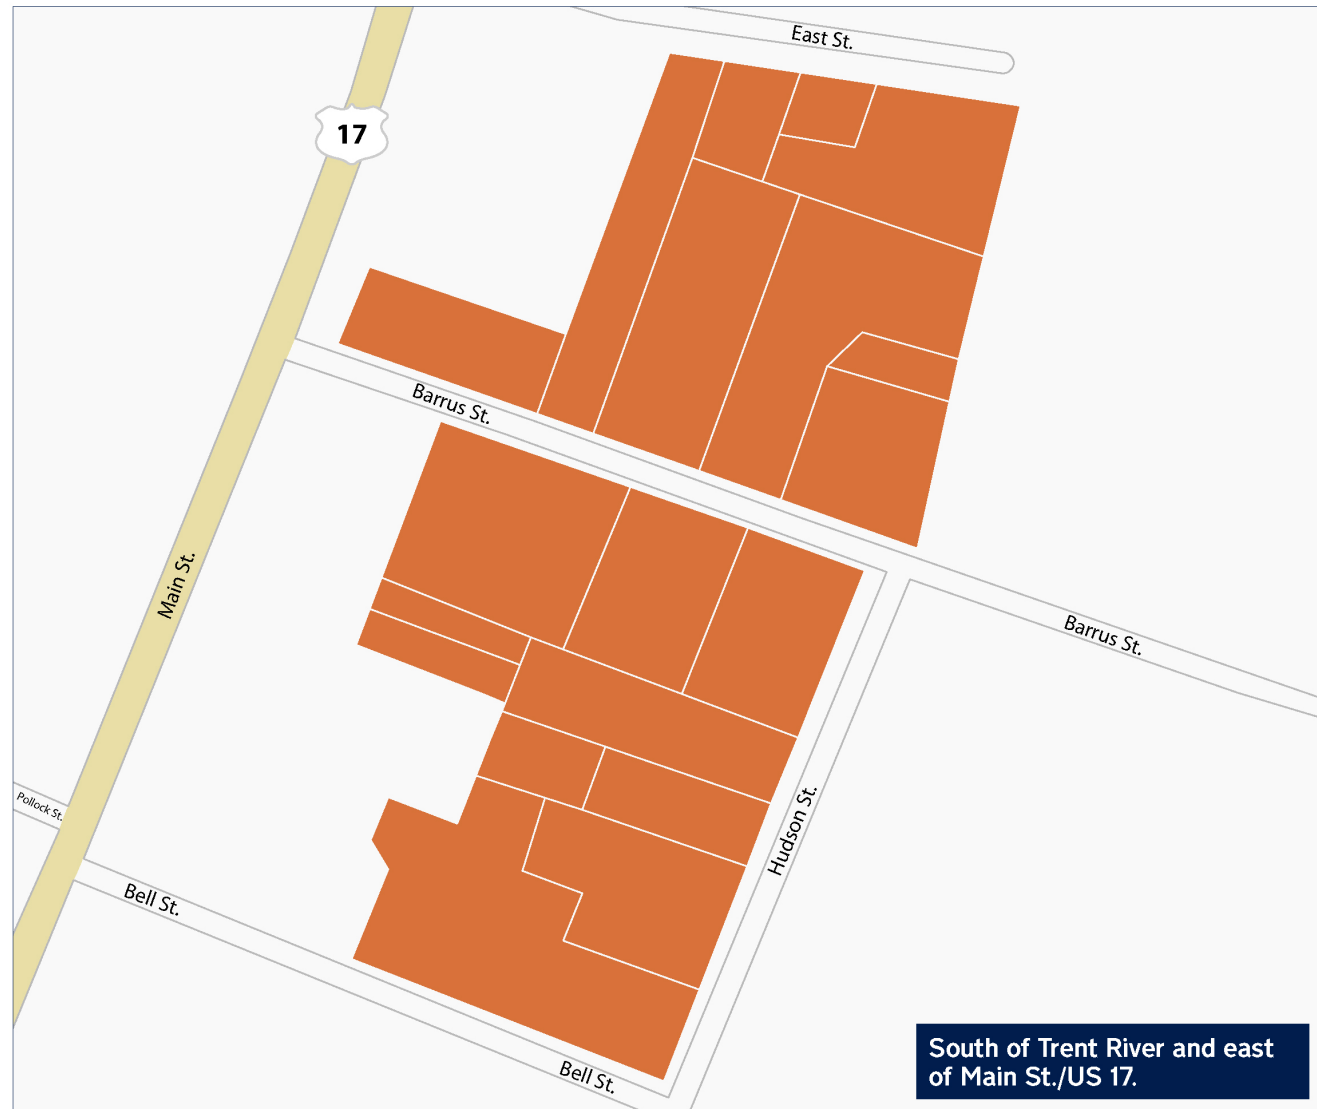 East St.
17
Barrus St.
Main St.
Barrus St.
Pollock St.
Hudson St.
Bell St.
Bell St.
South of Trent River and east
of Main St./US 17.